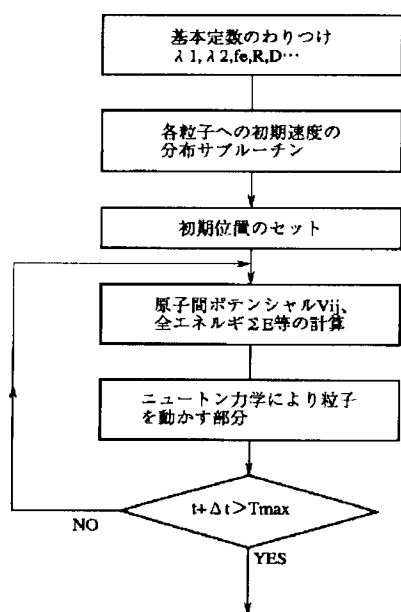 基本定数のわりつけ
λ1,λ2,fe,R,D…
各粒子への初期速度の
分布サブルーチン
初期位置のセット
原子間ポテンシャルVij、
全エネルギΣE等の計算
ニュートン力学により粒子
を動かす部分
t+Δt>Tmax
NO
YES